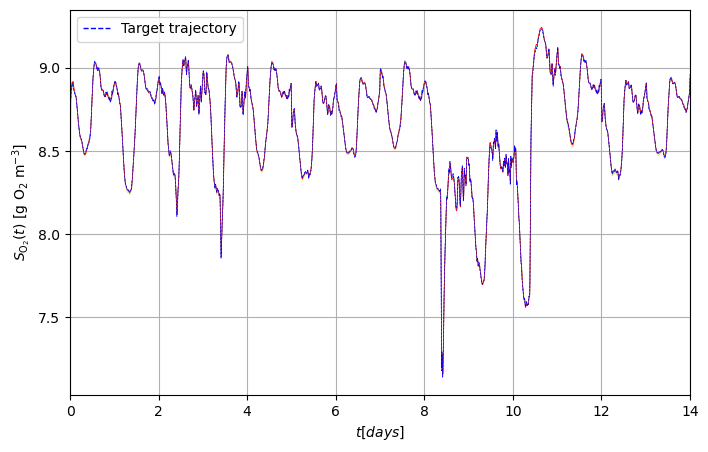 Target trajectory
9.0
8.5
8.0
7.5
S_{O_2}(t) [g O_2 m^{-3}]
0 2 4 6 8 10 12 14
t[days]